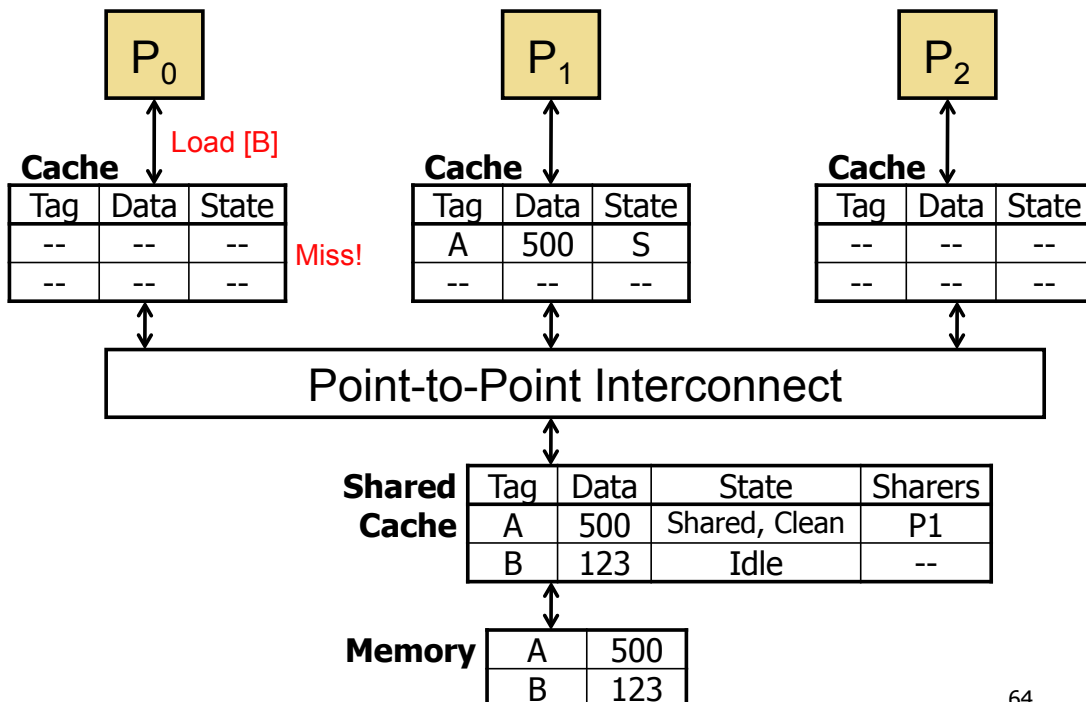 P0 P1 P2
Load [B]
Cache Cache Cache
Tag Data State Tag Data State Tag Data State
-- -- -- Miss! A 500 S -- -- --
-- -- -- -- -- -- -- -- --
Point-to-Point Interconnect
Shared Tag Data State Sharers
Cache A 500 Shared, Clean P1
B 123 Idle --
Memory A 500
B 123
64